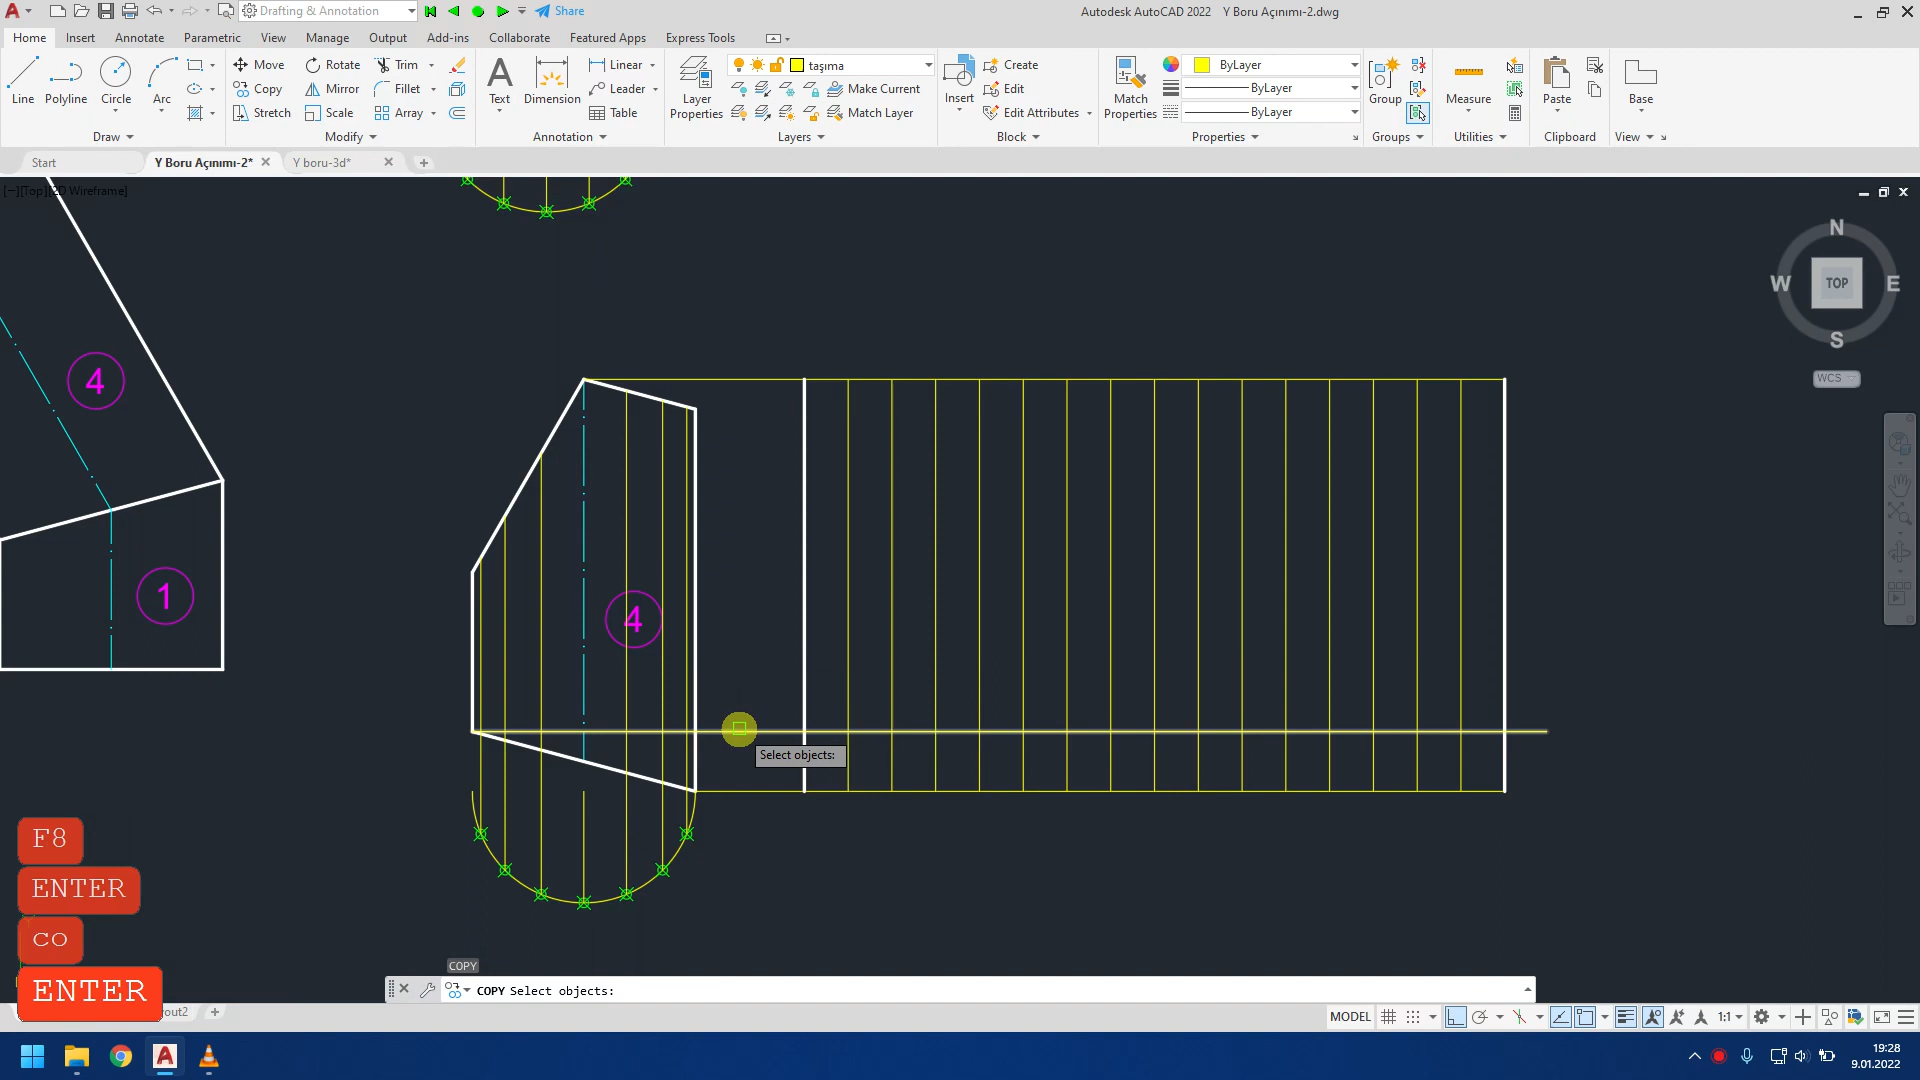 Drafting & Annotation
Share
Autodesk AutoCAD 2022 Y Boru Açınımı-2.dwg
Home Insert Annotate Parametric View Manage Output Add-ins Collaborate Featured Apps Express Tools
Line Polyline Circle Arc
Move Rotate Trim
Copy Mirror Fillet
Stretch Scale Array
Text Dimension
Linear
Leader
Table
Layer Properties
taşıma
Make Current
Match Layer
Insert
Create
Edit
Edit Attributes
Match Properties
ByLayer
ByLayer
ByLayer
Group
Measure
Paste
Base
Draw Modify Annotation Layers Block Properties Groups Utilities Clipboard View
Start Y Boru Açınımı-2* Y boru-3d*
[−][Top][2D Wireframe]
N
W TOP E
S
WCS
4
1
4
Select objects:
F8
ENTER
CO
ENTER
COPY
COPY Select objects:
out2
MODEL 1:1
19:28
9.01.2022